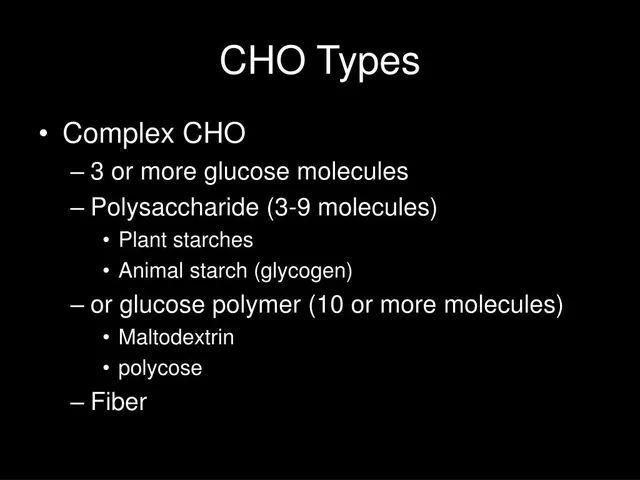 CHO Types
• Complex CHO
– 3 or more glucose molecules
– Polysaccharide (3-9 molecules)
• Plant starches
• Animal starch (glycogen)
– or glucose polymer (10 or more molecules)
• Maltodextrin
• polycose
– Fiber